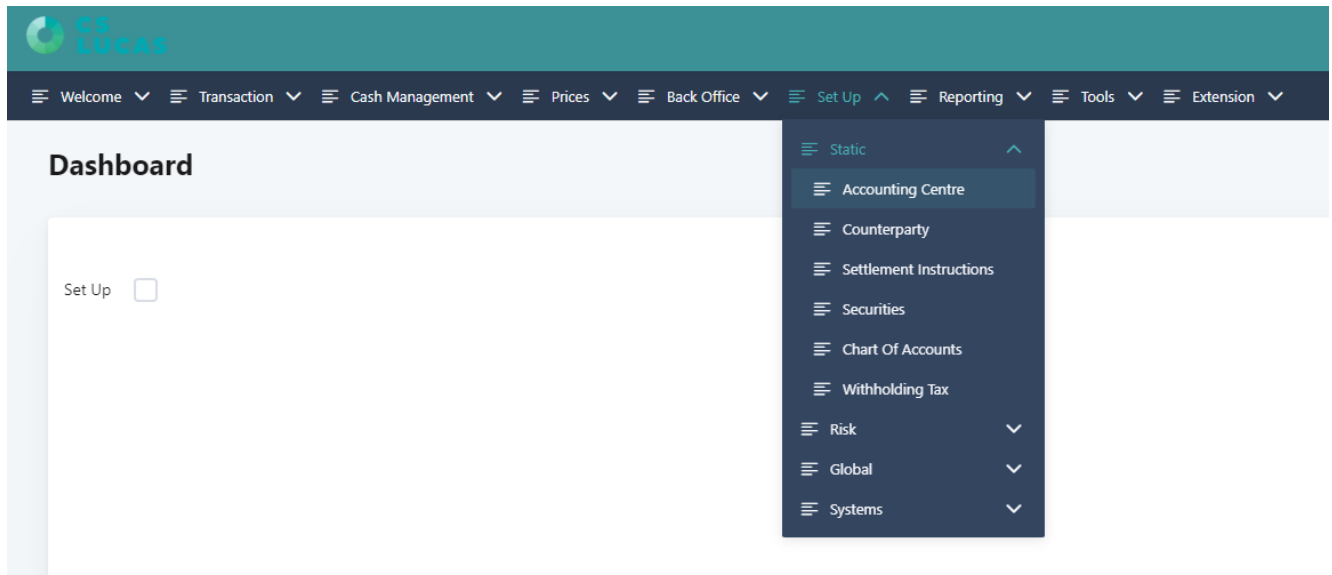 CS
LUCAS
Welcome Transaction Cash Management Prices Back Office Set Up Reporting Tools Extension
Dashboard
Set Up
Static
Accounting Centre
Counterparty
Settlement Instructions
Securities
Chart Of Accounts
Withholding Tax
Risk
Global
Systems